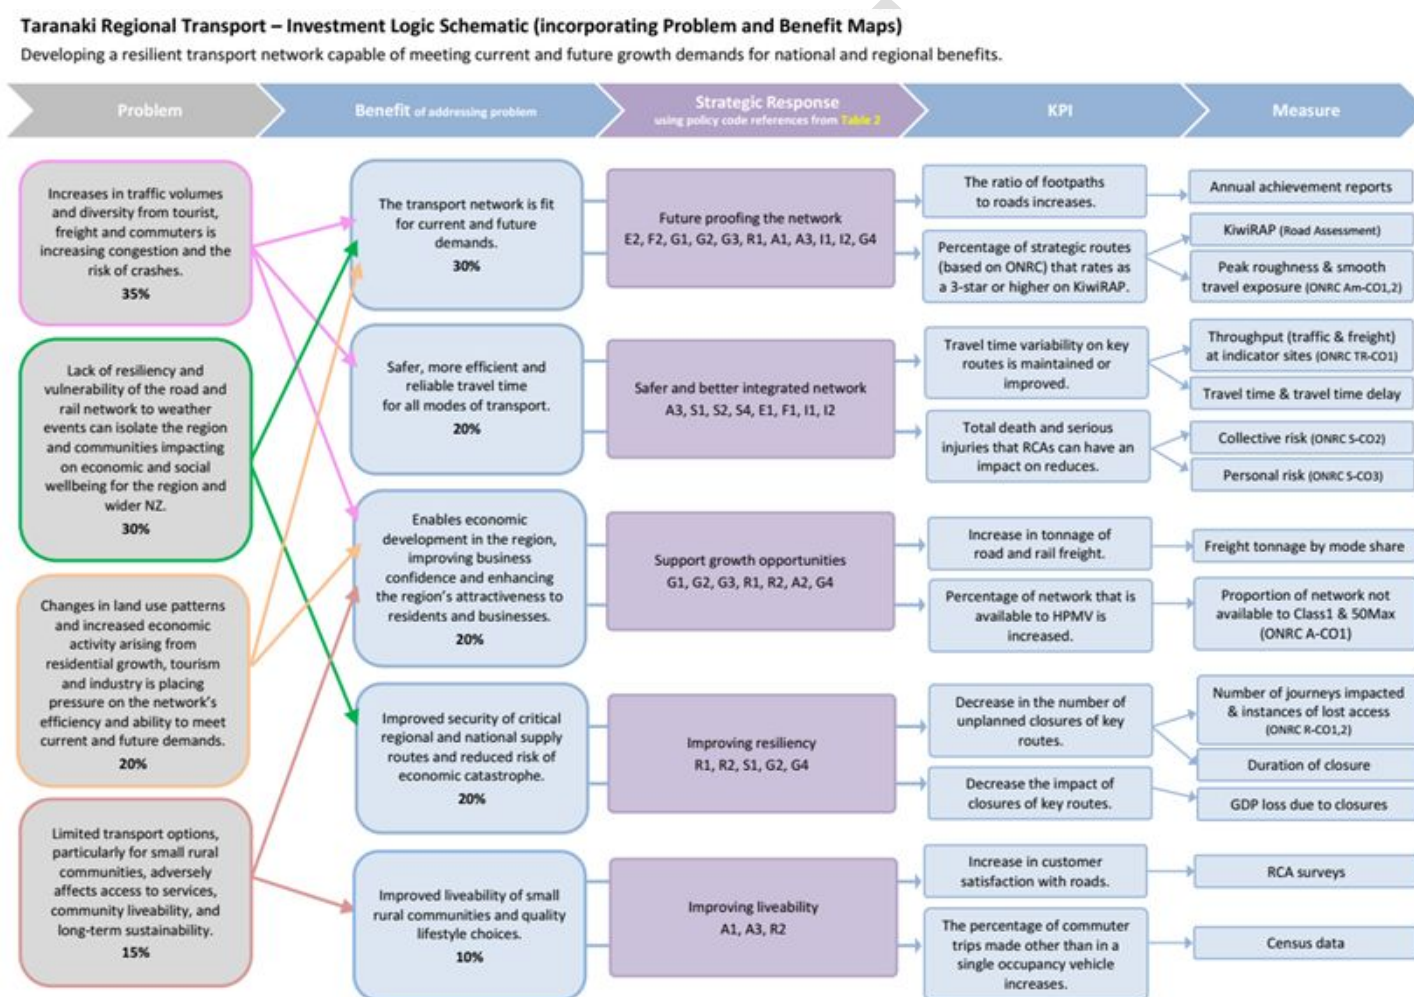 Taranaki Regional Transport – Investment Logic Schematic (incorporating Problem and Benefit Maps)
Developing a resilient transport network capable of meeting current and future growth demands for national and regional benefits.
Problem
Benefit of addressing problem
Strategic Response
using policy code references from Table 2
KPI
Measure
Increases in traffic volumes
and diversity from tourist,
freight and commuters is
increasing congestion and the
risk of crashes.
35%
Lack of resiliency and
vulnerability of the road and
rail network to weather
events can isolate the region
and communities impacting
on economic and social
wellbeing for the region and
wider NZ.
30%
Changes in land use patterns
and increased economic
activity arising from
residential growth, tourism
and industry is placing
pressure on the network's
efficiency and ability to meet
current and future demands.
20%
Limited transport options,
particularly for small rural
communities, adversely
affects access to services,
community liveability, and
long-term sustainability.
15%
The transport network is fit
for current and future
demands.
30%
Safer, more efficient and
reliable travel time
for all modes of transport.
20%
Enables economic
development in the region,
improving business
confidence and enhancing
the region's attractiveness to
residents and businesses.
20%
Improved security of critical
regional and national supply
routes and reduced risk of
economic catastrophe.
20%
Improved liveability of small
rural communities and quality
lifestyle choices.
10%
Future proofing the network
E2, F2, G1, G2, G3, R1, A1, A3, I1, I2, G4
Safer and better integrated network
A3, S1, S2, S4, E1, F1, I1, I2
Support growth opportunities
G1, G2, G3, R1, R2, A2, G4
Improving resiliency
R1, R2, S1, G2, G4
Improving liveability
A1, A3, R2
The ratio of footpaths
to roads increases.
Percentage of strategic routes
(based on ONRC) that rates as
a 3-star or higher on KiwiRAP.
Travel time variability on key
routes is maintained or
improved.
Total death and serious
injuries that RCAs can have an
impact on reduces.
Increase in tonnage of
road and rail freight.
Percentage of network that is
available to HPMV is
increased.
Decrease in the number of
unplanned closures of key
routes.
Decrease the impact of
closures of key routes.
Increase in customer
satisfaction with roads.
The percentage of commuter
trips made other than in a
single occupancy vehicle
increases.
Annual achievement reports
KiwiRAP (Road Assessment)
Peak roughness & smooth
travel exposure (ONRC Am-CO1,2)
Throughput (traffic & freight)
at indicator sites (ONRC TR-CO1)
Travel time & travel time delay
Collective risk (ONRC S-CO2)
Personal risk (ONRC S-CO3)
Freight tonnage by mode share
Proportion of network not
available to Class1 & 50Max
(ONRC A-CO1)
Number of journeys impacted
& instances of lost access
(ONRC R-CO1,2)
Duration of closure
GDP loss due to closures
RCA surveys
Census data